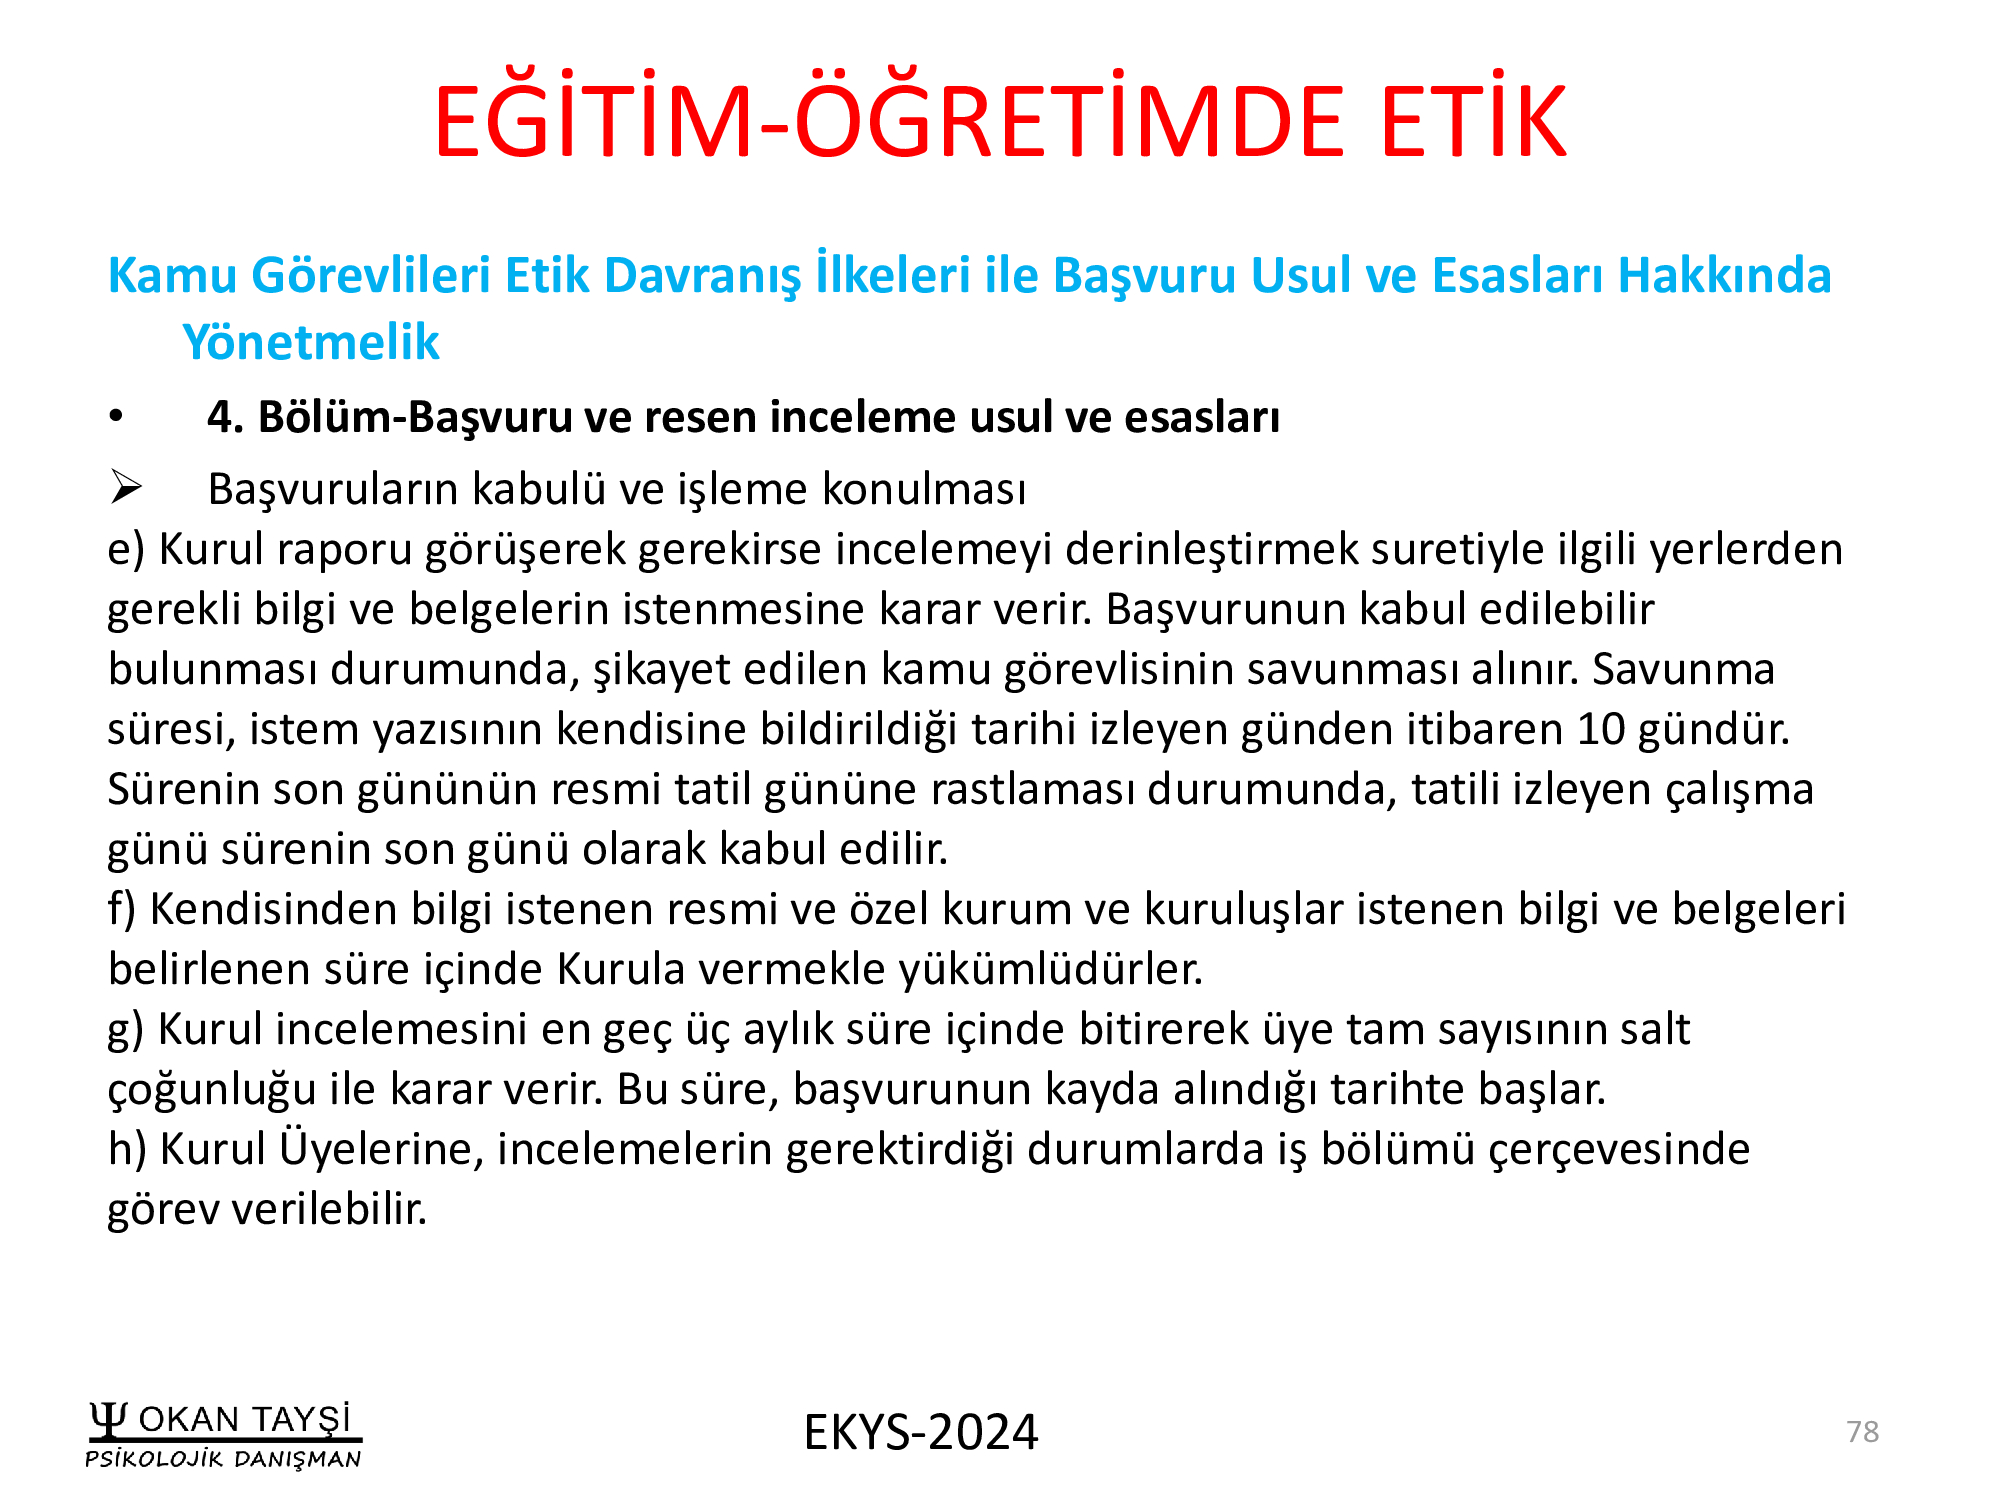 EĞİTİM-ÖĞRETİMDE ETİK
Kamu Görevlileri Etik Davranış İlkeleri ile Başvuru Usul ve Esasları Hakkında
Yönetmelik
• 4. Bölüm-Başvuru ve resen inceleme usul ve esasları
➢ Başvuruların kabulü ve işleme konulması
e) Kurul raporu görüşerek gerekirse incelemeyi derinleştirmek suretiyle ilgili yerlerden
gerekli bilgi ve belgelerin istenmesine karar verir. Başvurunun kabul edilebilir
bulunması durumunda, şikayet edilen kamu görevlisinin savunması alınır. Savunma
süresi, istem yazısının kendisine bildirildiği tarihi izleyen günden itibaren 10 gündür.
Sürenin son gününün resmi tatil gününe rastlaması durumunda, tatili izleyen çalışma
günü sürenin son günü olarak kabul edilir.
f) Kendisinden bilgi istenen resmi ve özel kurum ve kuruluşlar istenen bilgi ve belgeleri
belirlenen süre içinde Kurula vermekle yükümlüdürler.
g) Kurul incelemesini en geç üç aylık süre içinde bitirerek üye tam sayısının salt
çoğunluğu ile karar verir. Bu süre, başvurunun kayda alındığı tarihte başlar.
h) Kurul Üyelerine, incelemelerin gerektirdiği durumlarda iş bölümü çerçevesinde
görev verilebilir.
Ψ OKAN TAYŞİ
PSİKOLOJİK DANIŞMAN
EKYS-2024
78